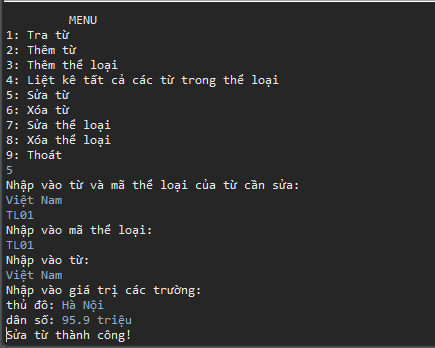 MENU
1: Tra từ
2: Thêm từ
3: Thêm thể loại
4: Liệt kê tất cả các từ trong thể loại
5: Sửa từ
6: Xóa từ
7: Sửa thể loại
8: Xóa thể loại
9: Thoát
5
Nhập vào từ và mã thể loại của từ cần sửa:
Việt Nam
TL01
Nhập vào mã thể loại:
TL01
Nhập vào từ:
Việt Nam
Nhập vào giá trị các trường:
thủ đô: Hà Nội
dân số: 95.9 triệu
Sửa từ thành công!